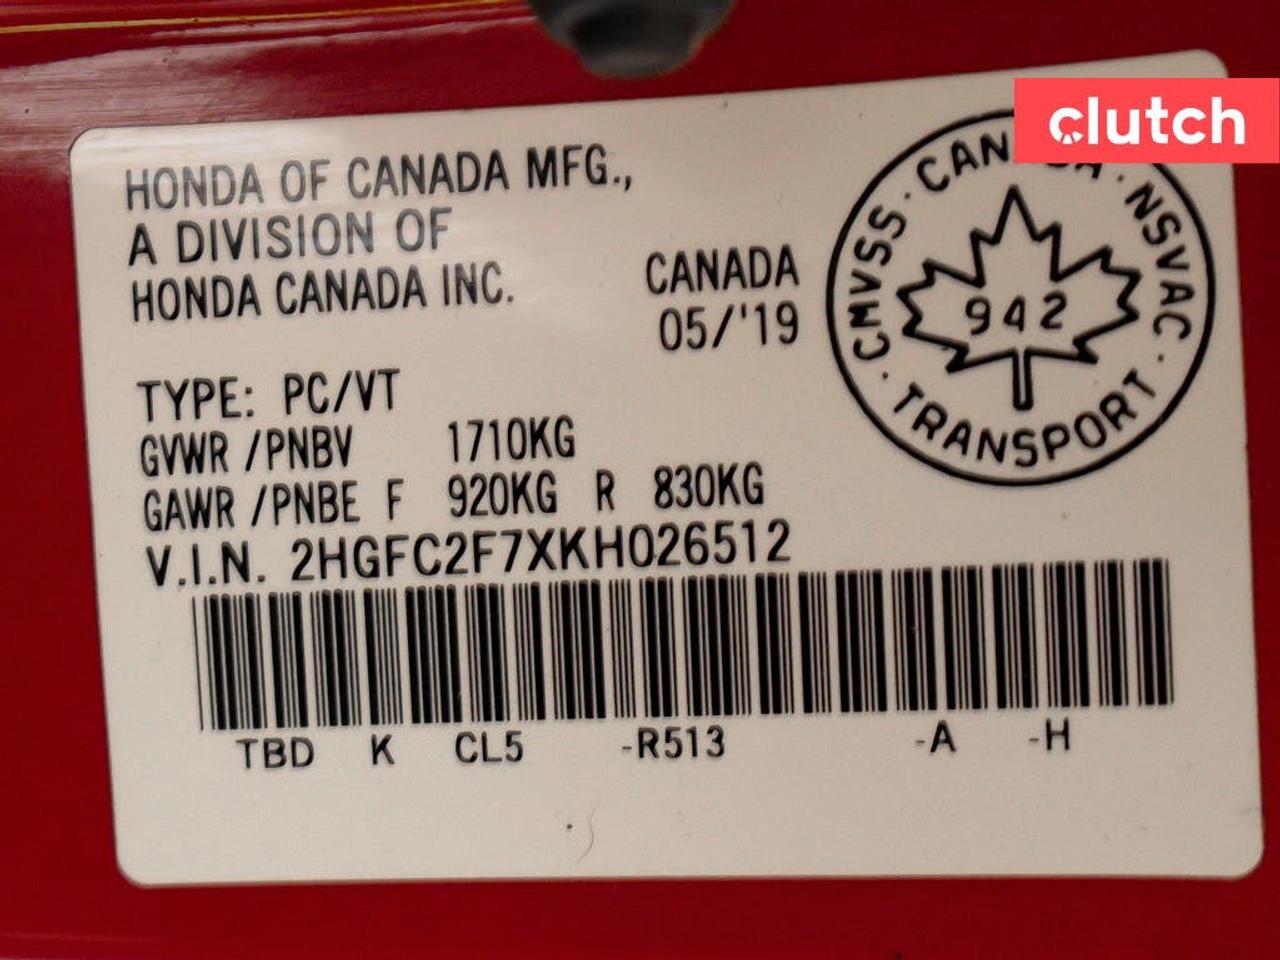 clutch
HONDA OF CANADA MFG.,
A DIVISION OF
HONDA CANADA INC.
CANADA
05/'19
CMVSS · CAN A · NSVAC · TRANSPORT ·
942
TYPE: PC/VT
GVWR /PNBV 1710KG
GAWR /PNBE F 920KG R 830KG
V.I.N. 2HGFC2F7XKH026512
TBD K CL5 -R513 -A -H